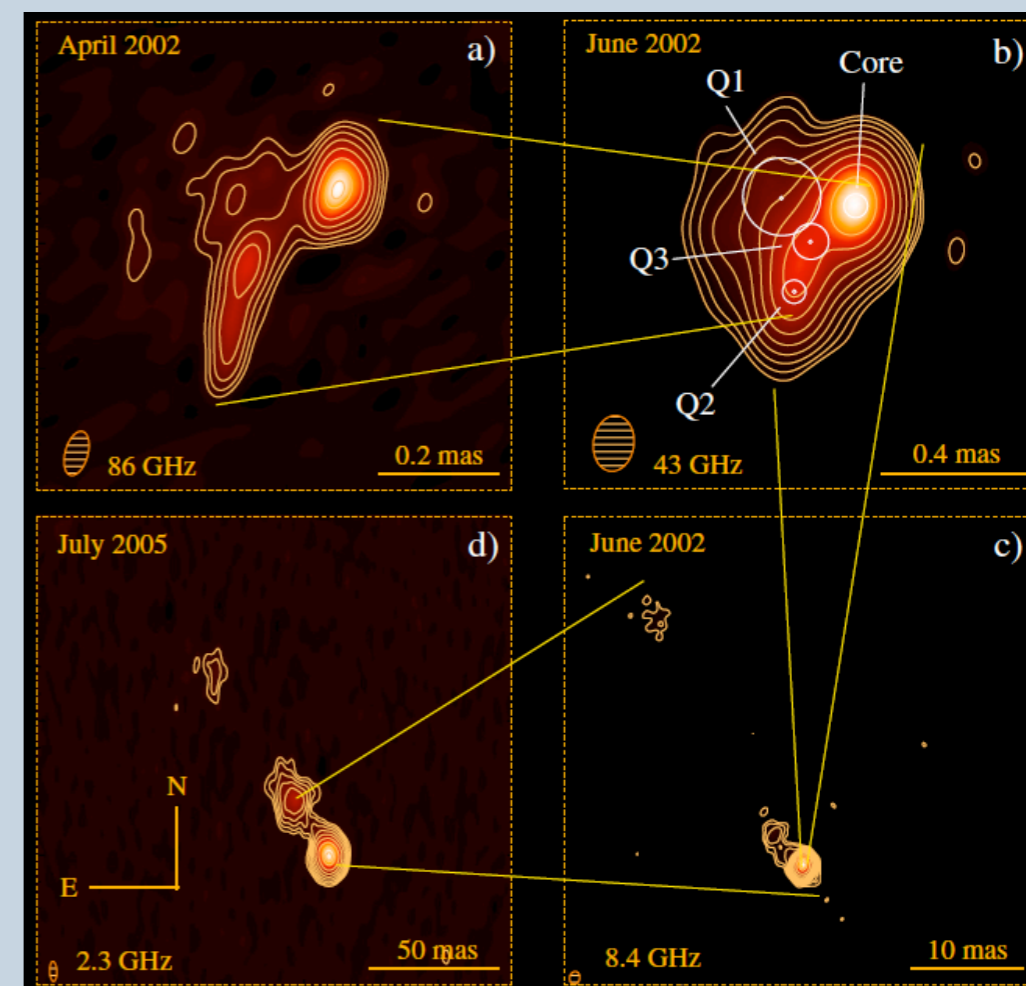 April 2002
a)
86 GHz
0.2 mas
June 2002
b)
Q1
Core
Q3
Q2
43 GHz
0.4 mas
July 2005
d)
N
E
2.3 GHz
50 mas
June 2002
c)
8.4 GHz
10 mas